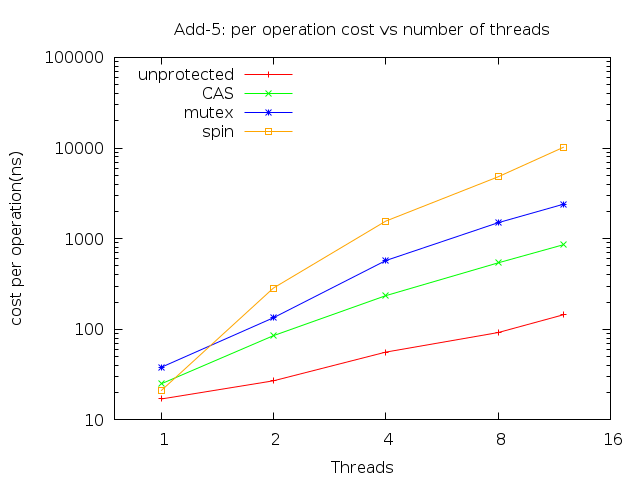 Add-5: per operation cost vs number of threads
100000
10000
1000
100
10
cost per operation(ns)
unprotected
CAS
mutex
spin
1 2 4 8 16
Threads